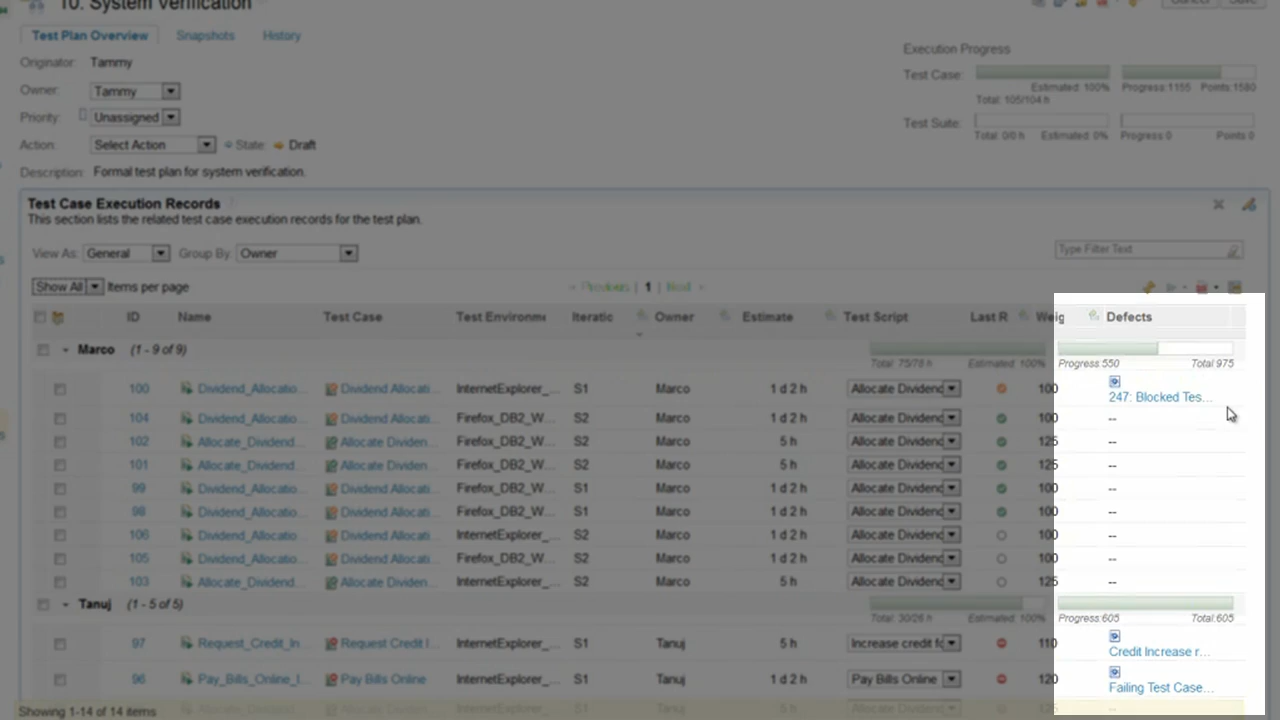 10. System Verification
Cancel Save
Test Plan Overview Snapshots History
Originator: Tammy
Owner: Tammy
Priority: Unassigned
Action: Select Action State: Draft
Description: Formal test plan for system verification.
Execution Progress
Test Case: Estimated: 100% Progress:1155 Points:1580
Total: 105/104 h
Test Suite:
Total: 0/0 h Estimated: 0% Progress 0 Points 0
Test Case Execution Records
This section lists the related test case execution records for the test plan.
View As: General Group By: Owner Type Filter Text
Show All Items per page Previous | 1 | Next
ID Name Test Case Test Environme Iteratic Owner Estimate Test Script Last R Weig Defects
Marco (1 - 9 of 9) Total: 75/78 h Estimated: 100% Progress:550 Total:975
100 Dividend_Allocatio... Dividend Allocati... InternetExplorer_... S1 Marco 1 d 2 h Allocate Dividend 100 247: Blocked Tes...
104 Dividend_Allocatio... Dividend Allocati... Firefox_DB2_W... S2 Marco 1 d 2 h Allocate Dividend 100 --
102 Allocate_Dividend... Allocate Dividen... Firefox_DB2_W... S2 Marco 5 h Allocate Dividend 125 --
101 Allocate_Dividend... Allocate Dividen... Firefox_DB2_W... S2 Marco 5 h Allocate Dividend 125 --
99 Dividend_Allocatio... Dividend Allocati... Firefox_DB2_W... S1 Marco 1 d 2 h Allocate Dividend 100 --
98 Dividend_Allocatio... Dividend Allocati... Firefox_DB2_W... S1 Marco 1 d 2 h Allocate Dividend 100 --
106 Dividend_Allocatio... Dividend Allocati... InternetExplorer_... S2 Marco 1 d 2 h Allocate Dividend 100 --
105 Dividend_Allocatio... Dividend Allocati... Firefox_DB2_W... S2 Marco 1 d 2 h Allocate Dividend 100 --
103 Allocate_Dividend... Allocate Dividen... InternetExplorer_... S2 Marco 5 h Allocate Dividend 125 --
Tanuj (1 - 5 of 5) Total: 30/26 h Estimated: 100% Progress:605 Total:605
97 Request_Credit_In... Request Credit I... InternetExplorer_... S1 Tanuj 5 h Increase credit fo 110 Credit Increase r...
96 Pay_Bills_Online_I... Pay Bills Online InternetExplorer_... S1 Tanuj 1 d 2 h Pay Bills Online 120 Failing Test Case...
Showing 1-14 of 14 items